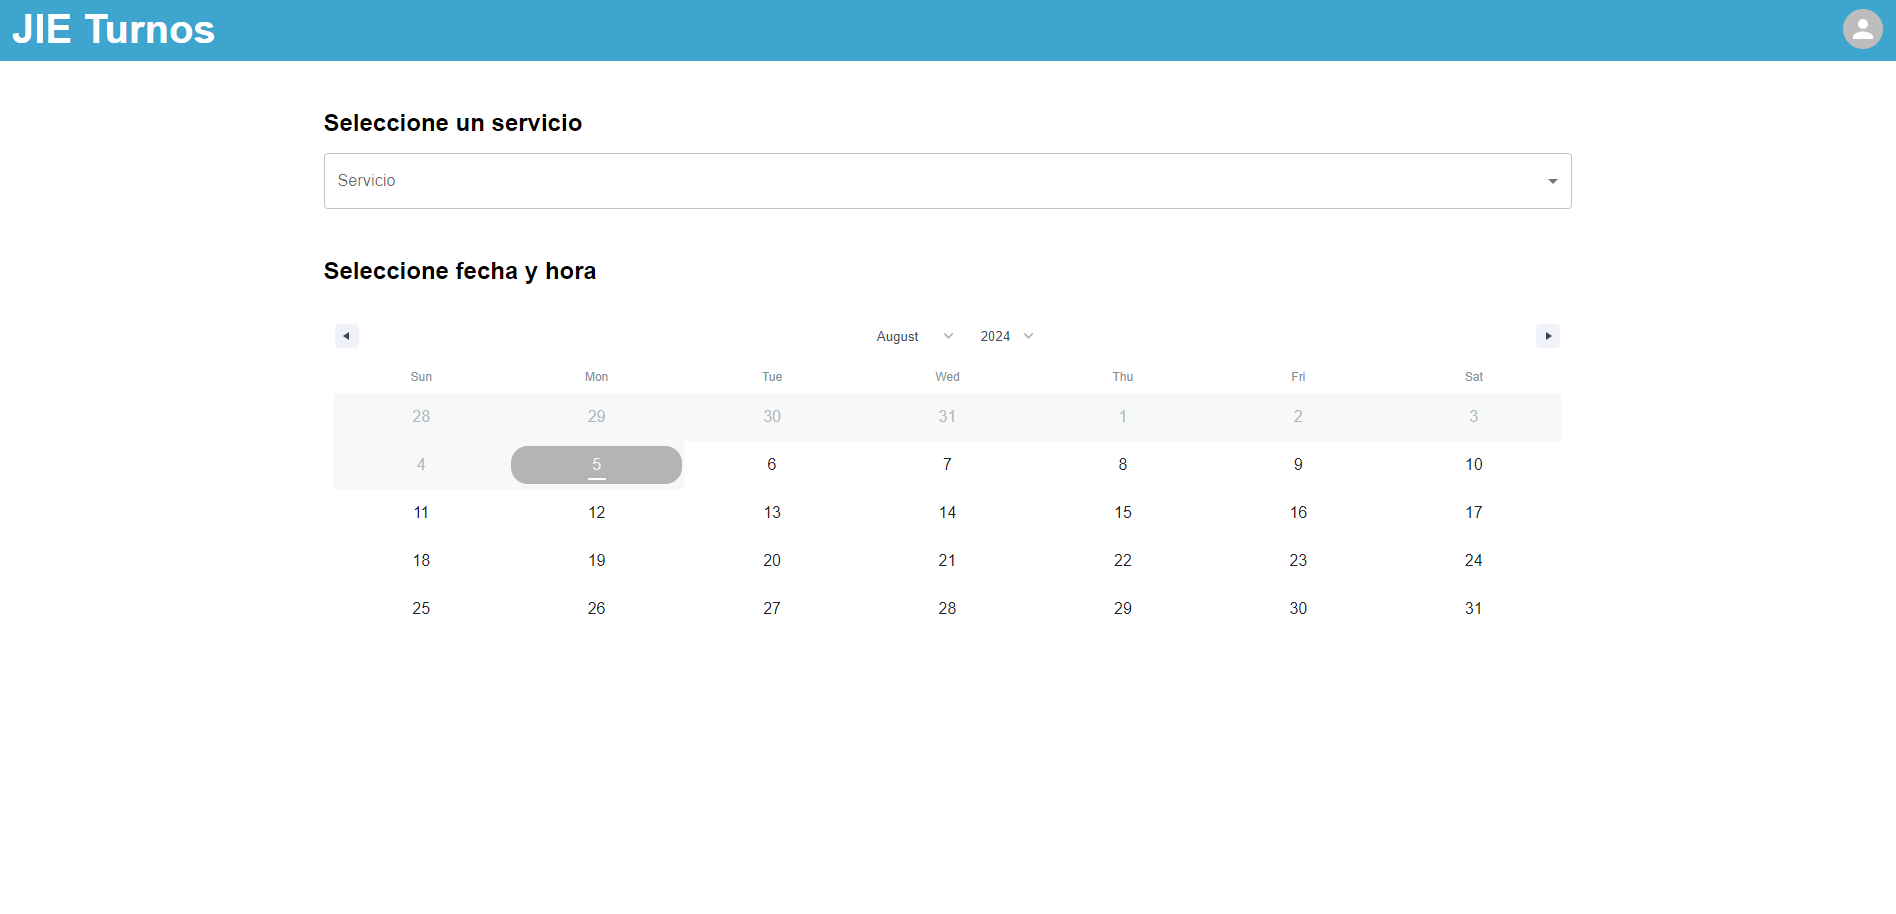 JIE Turnos
Seleccione un servicio
Servicio
Seleccione fecha y hora
August 2024
Sun Mon Tue Wed Thu Fri Sat
28 29 30 31 1 2 3
4 5 6 7 8 9 10
11 12 13 14 15 16 17
18 19 20 21 22 23 24
25 26 27 28 29 30 31